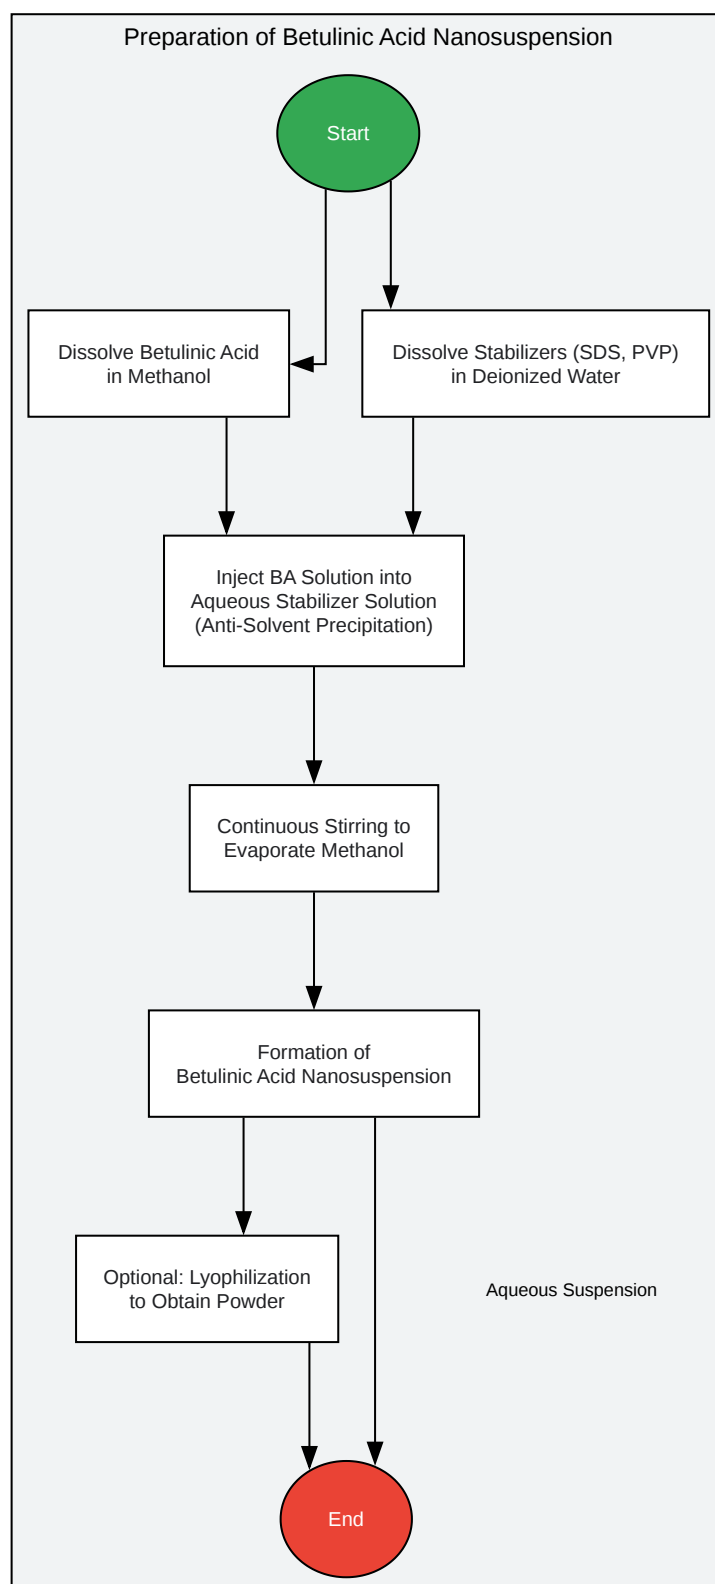 Preparation of Betulinic Acid Nanosuspension
Start
Dissolve Betulinic Acid
in Methanol
Dissolve Stabilizers (SDS, PVP)
in Deionized Water
Inject BA Solution into
Aqueous Stabilizer Solution
(Anti-Solvent Precipitation)
Continuous Stirring to
Evaporate Methanol
Formation of
Betulinic Acid Nanosuspension
Optional: Lyophilization
to Obtain Powder
Aqueous Suspension
End